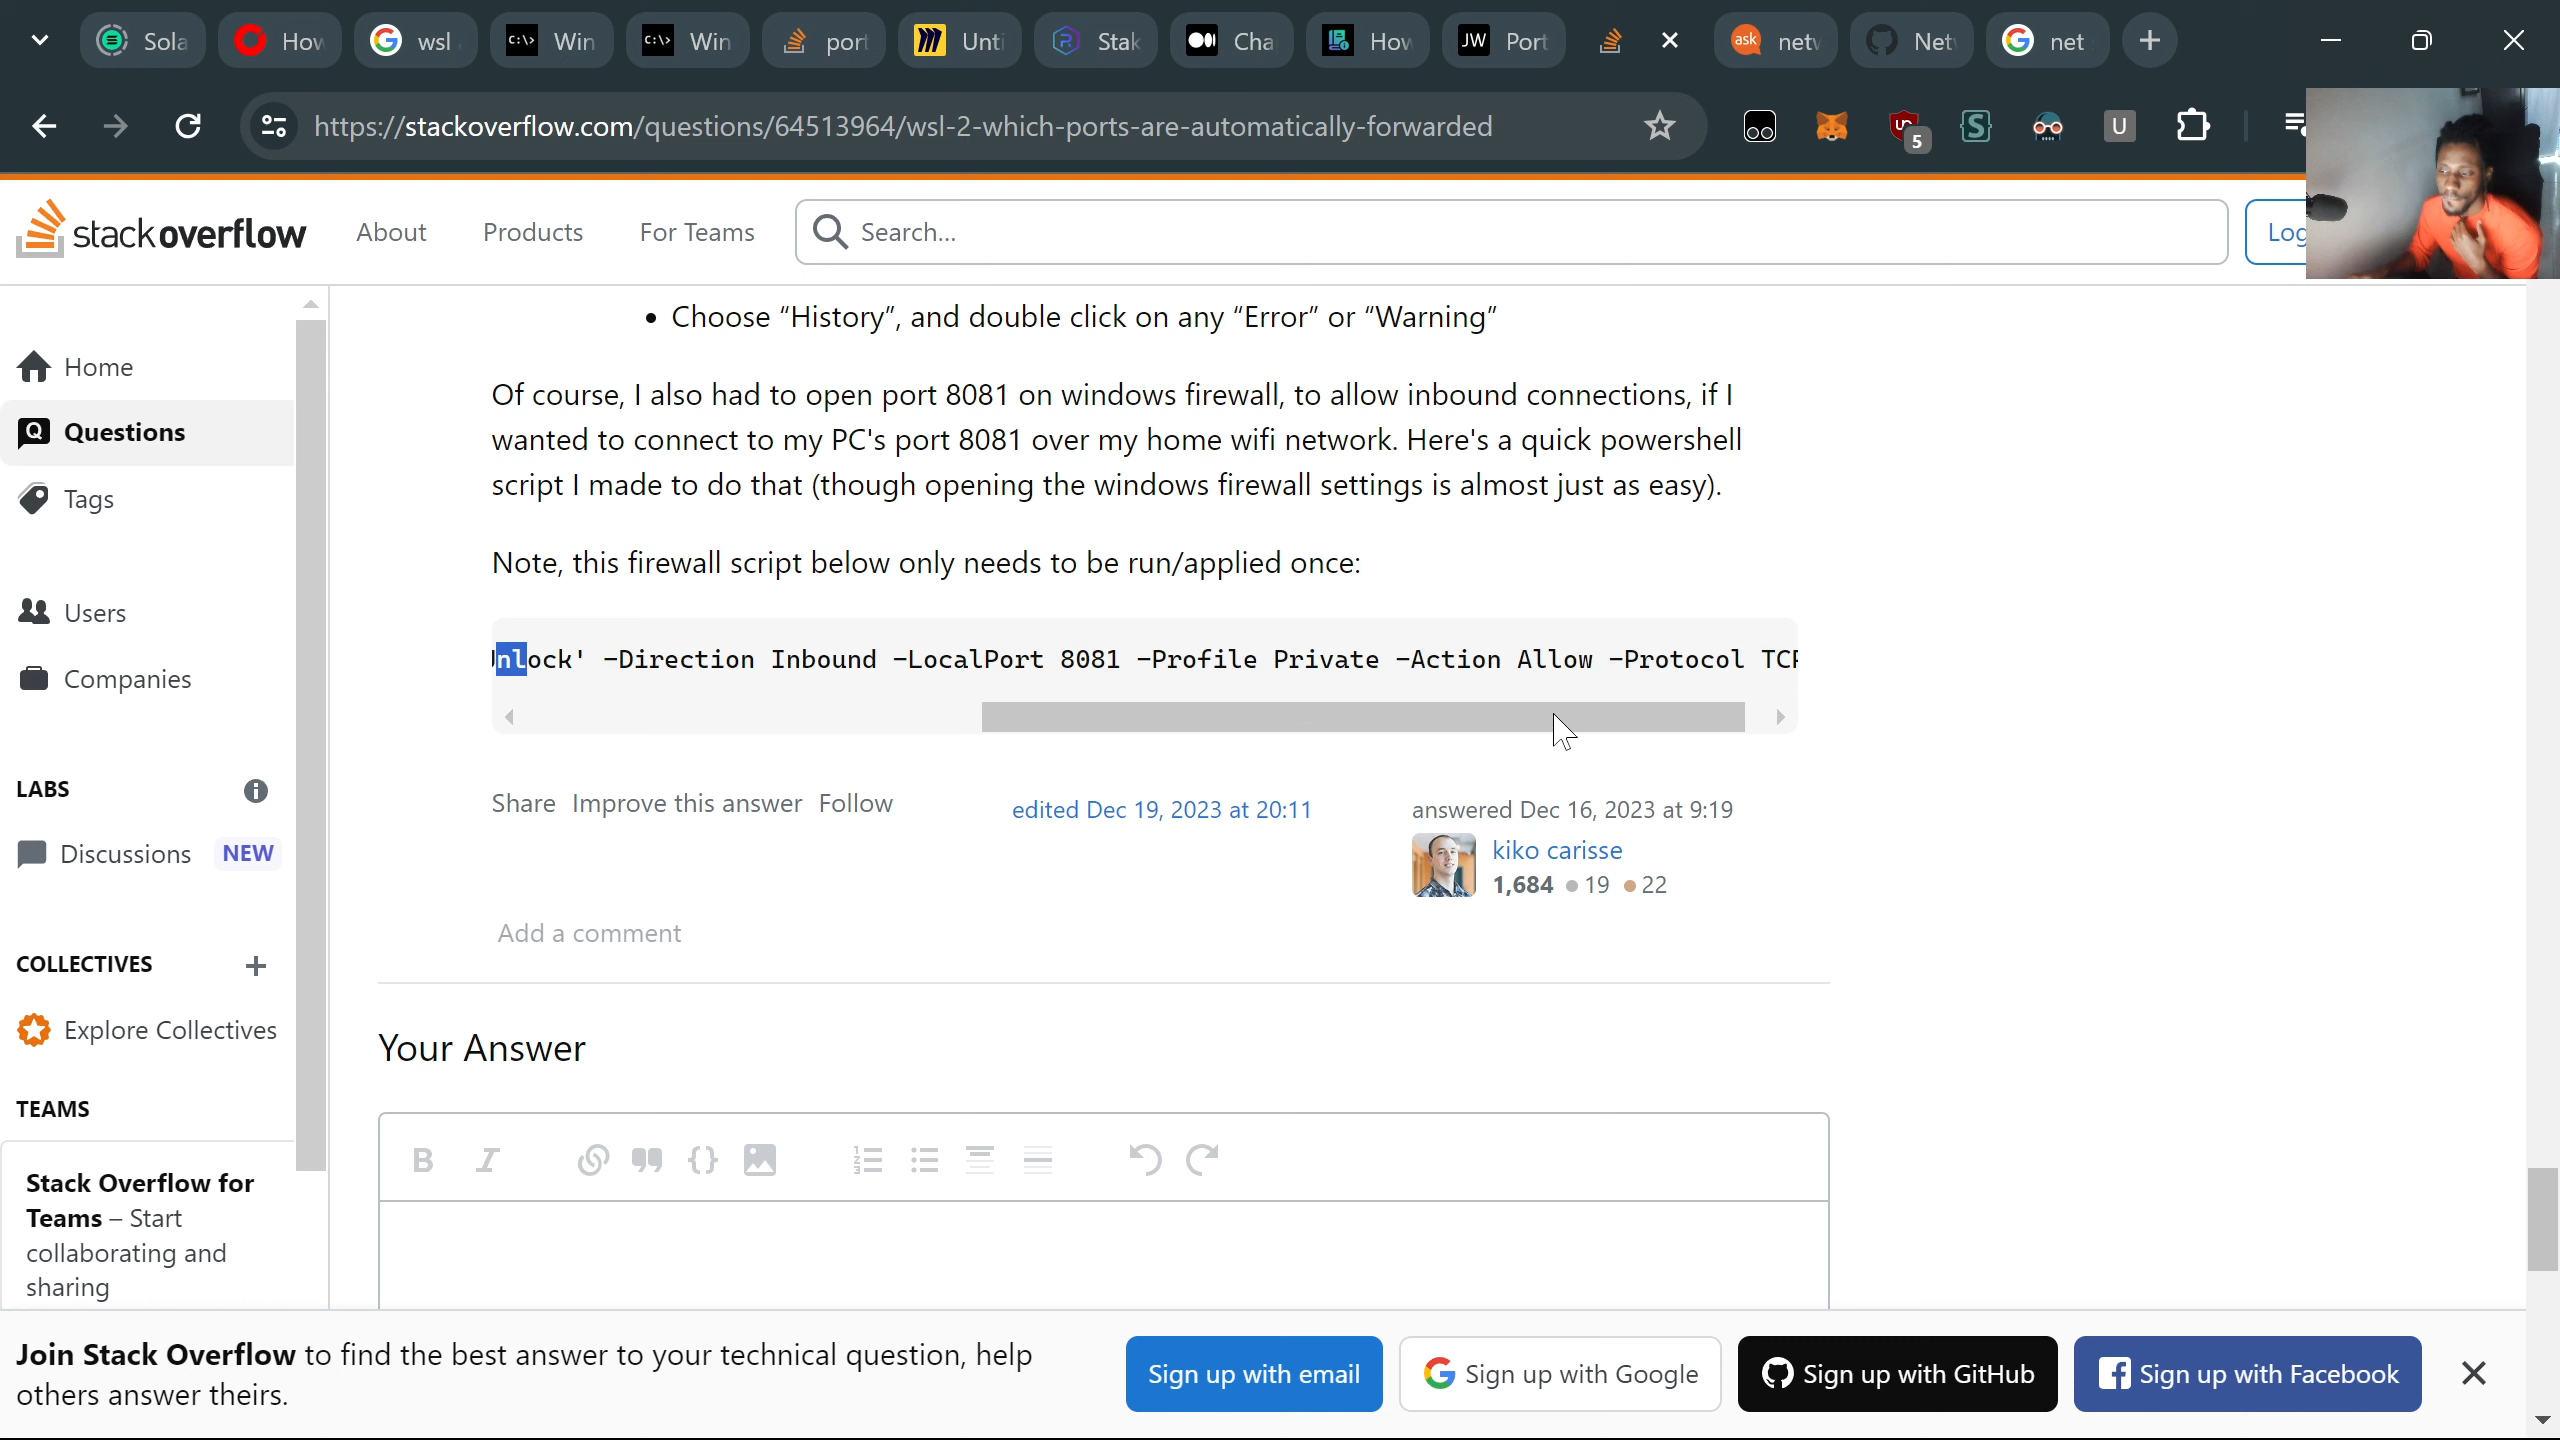 Sola
How
wsl
Win
Win
port
Unti
Stak
Cha
How
Port
netw
Net
net
https://stackoverflow.com/questions/64513964/wsl-2-which-ports-are-automatically-forwarded
U
5
stackoverflow
About
Products
For Teams
Search...
Log
Home
Questions
Tags
Users
Companies
LABS
Discussions NEW
COLLECTIVES
Explore Collectives
TEAMS
Stack Overflow for
Teams – Start
collaborating and
sharing
• Choose “History”, and double click on any “Error” or “Warning”
Of course, I also had to open port 8081 on windows firewall, to allow inbound connections, if I
wanted to connect to my PC's port 8081 over my home wifi network. Here's a quick powershell
script I made to do that (though opening the windows firewall settings is almost just as easy).
Note, this firewall script below only needs to be run/applied once:
nlock' -Direction Inbound -LocalPort 8081 -Profile Private -Action Allow -Protocol TCP
Share Improve this answer Follow
edited Dec 19, 2023 at 20:11
answered Dec 16, 2023 at 9:19
kiko carisse
1,684 19 22
Add a comment
Your Answer
Join Stack Overflow to find the best answer to your technical question, help
others answer theirs.
Sign up with email
Sign up with Google
Sign up with GitHub
Sign up with Facebook